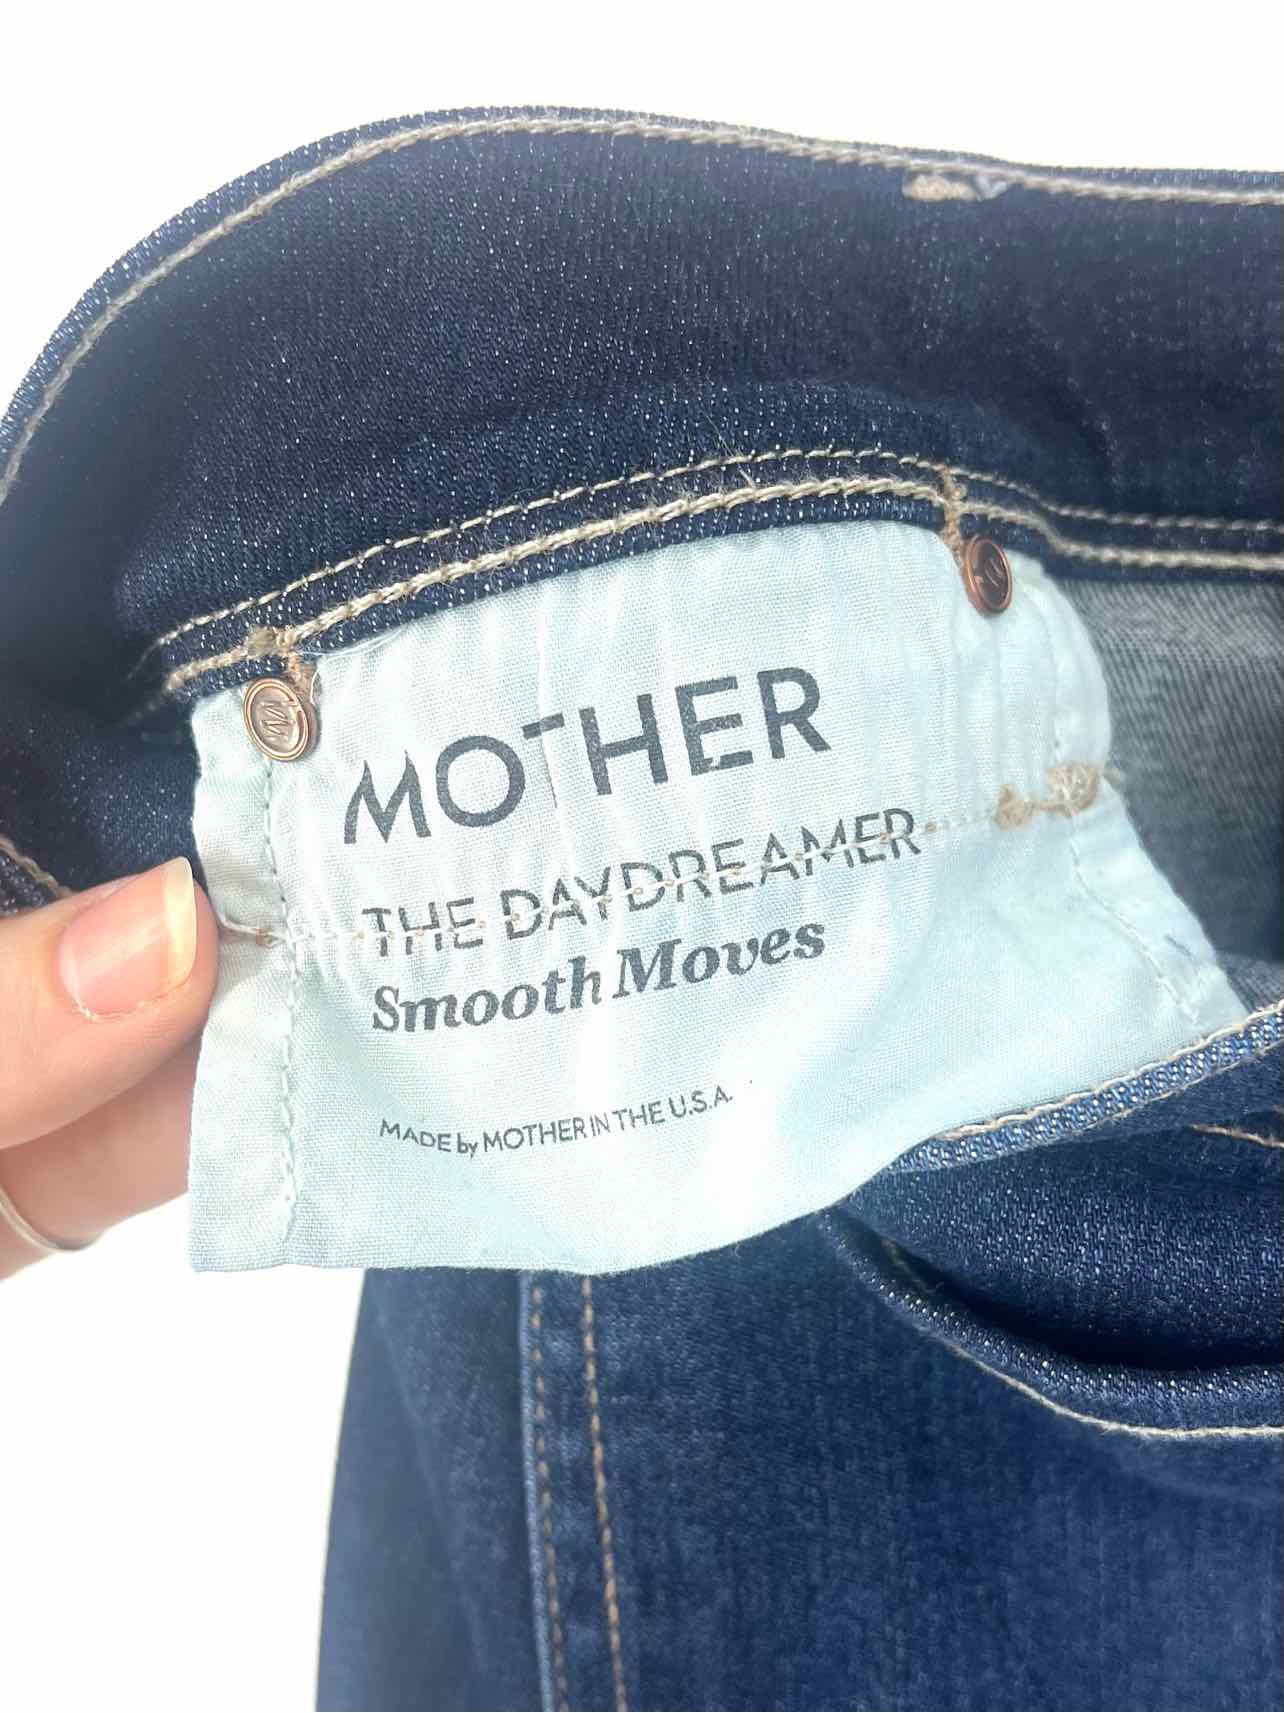 MOTHER
THE DAYDREAMER
Smooth Moves
MADE by MOTHER IN THE U.S.A.